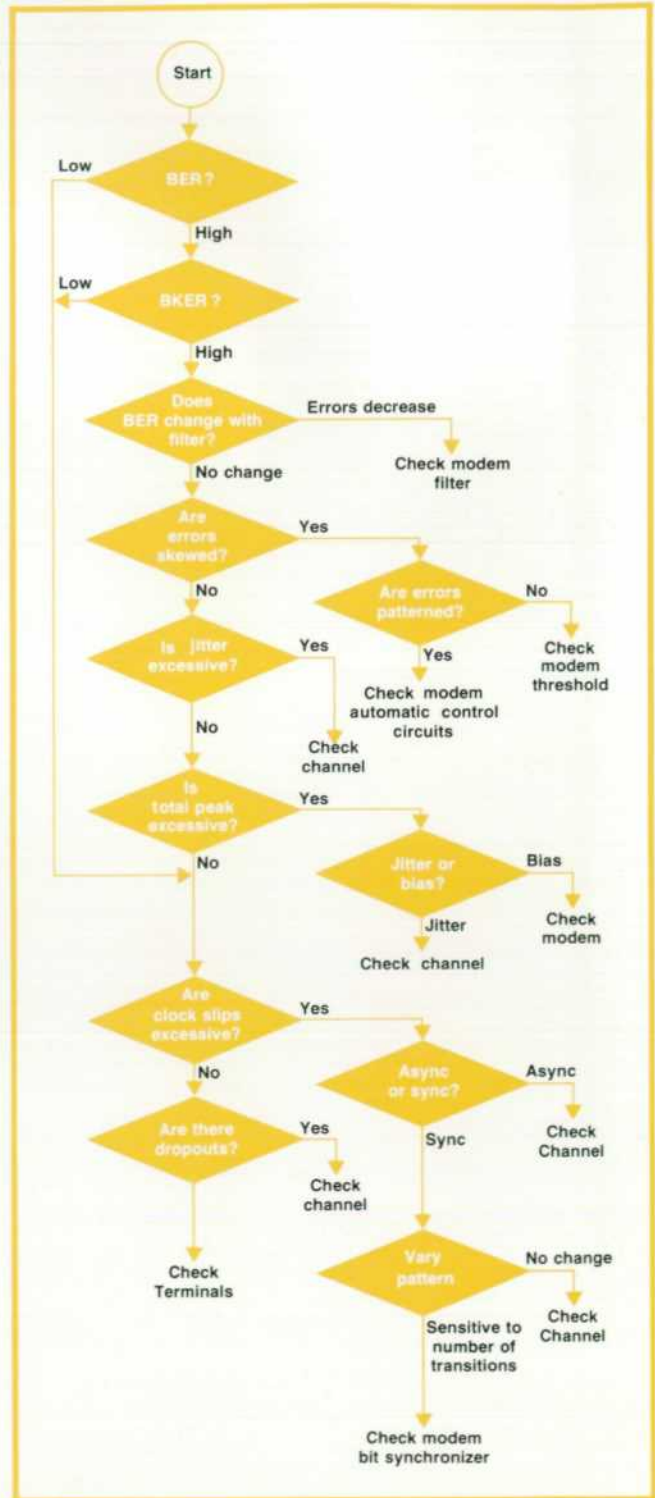 Start
Low
BER?
High
Low
BKER?
High
Does
BER change with
filter?
Errors decrease
Check modem
filter
No change
Are
errors
skewed?
Yes
No
Are errors
patterned?
No
Check
modem
threshold
Yes
Check modem
automatic control
circuits
Is jitter
excessive?
Yes
Check
channel
No
Is
total peak
excessive?
Yes
No
Jitter or
bias?
Bias
Check
modem
Jitter
Check channel
Are
clock slips
excessive?
Yes
No
Async
or sync?
Async
Check
Channel
Sync
Are there
dropouts?
Yes
Check
channel
Check
Terminals
Vary
pattern
No change
Check
Channel
Sensitive to
number of
transitions
Check modem
bit synchronizer